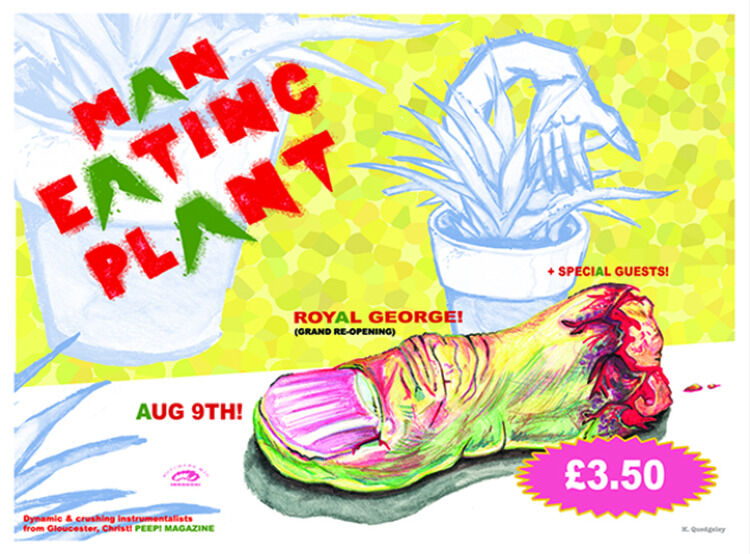 MAN
EATING
PLANT
+ SPECIAL GUESTS!
ROYAL GEORGE!
(GRAND RE-OPENING)
AUG 9TH!
£3.50
Dynamic & crushing instrumentalists
from Gloucester, Christ! PEEP! MAGAZINE
K. Quedgeley